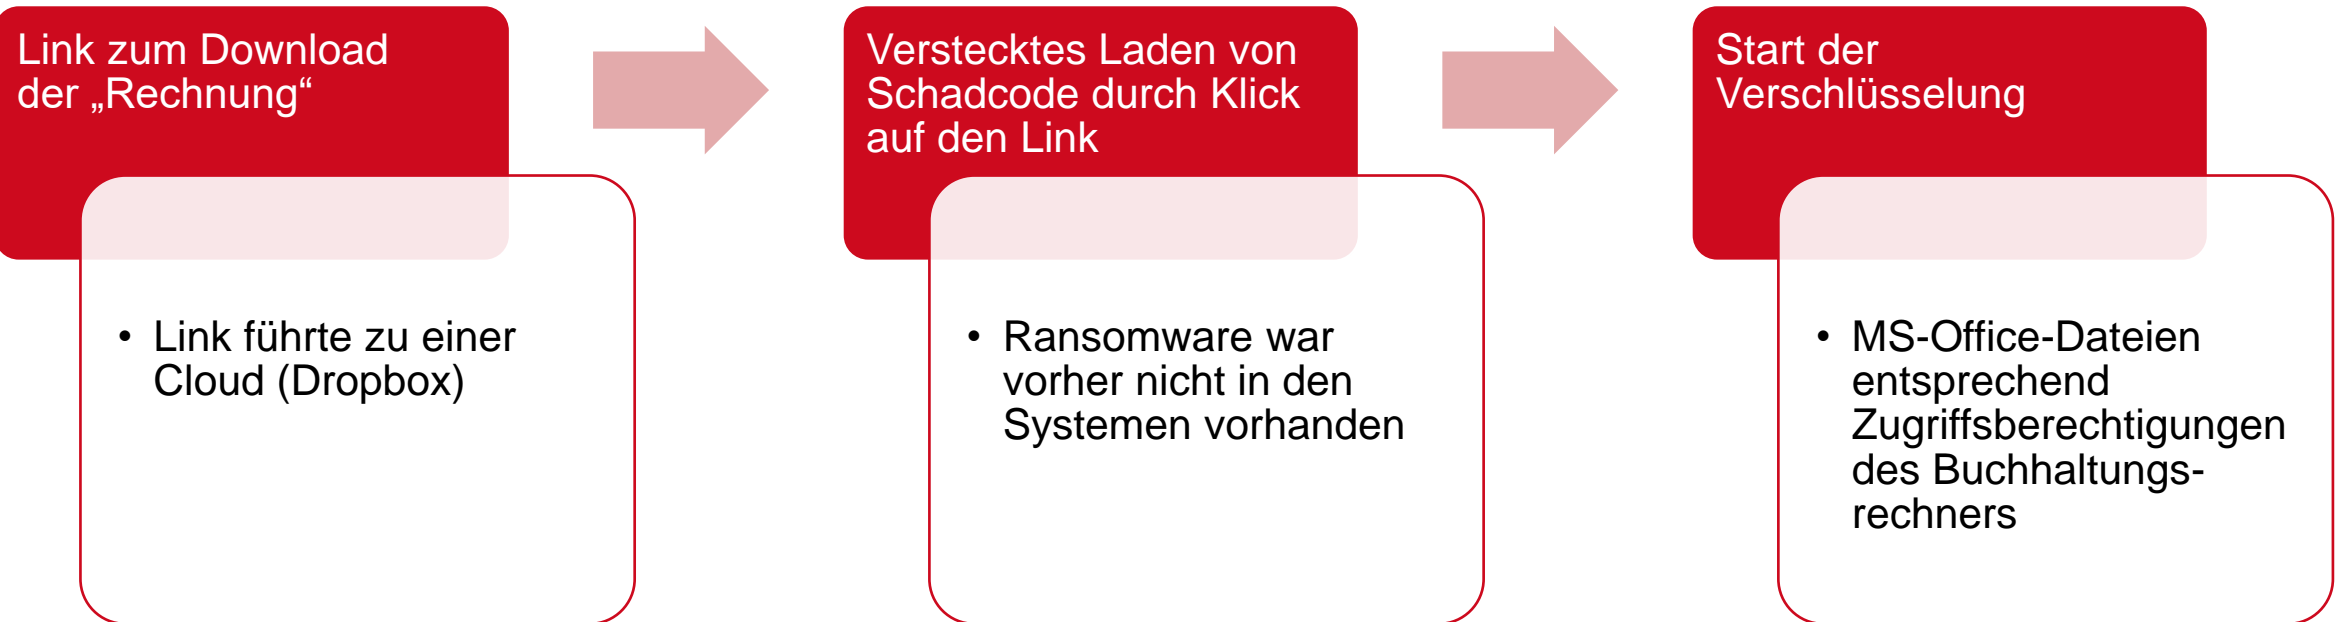 Link zum Download
der „Rechnung“
• Link führte zu einer
Cloud (Dropbox)
Verstecktes Laden von
Schadcode durch Klick
auf den Link
• Ransomware war
vorher nicht in den
Systemen vorhanden
Start der
Verschlüsselung
• MS-Office-Dateien
entsprechend
Zugriffsberechtigungen
des Buchhaltungs-
rechners